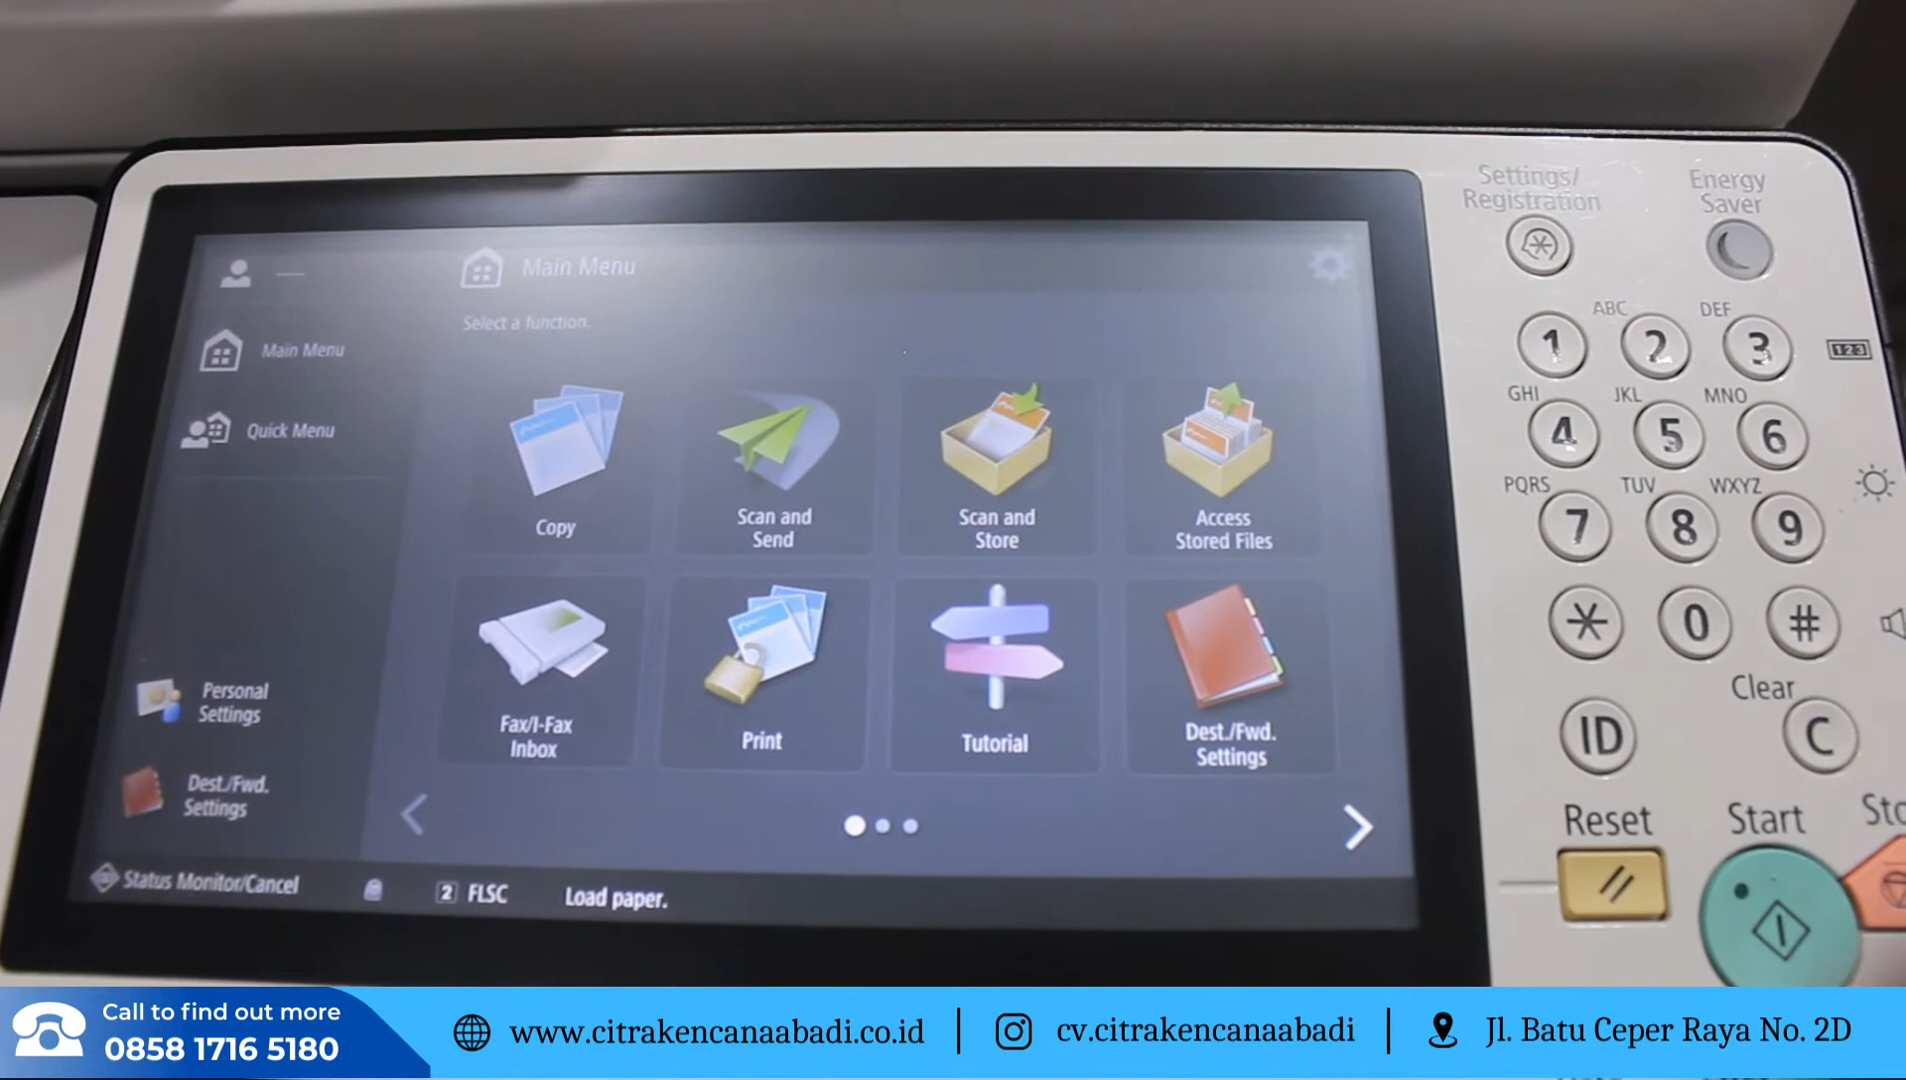 Settings/
Registration
Energy
Saver
Main Menu
Select a function.
Main Menu
Quick Menu
Copy
Scan and
Send
Scan and
Store
Access
Stored Files
Fax/I-Fax
Inbox
Print
Tutorial
Dest./Fwd.
Settings
Personal
Settings
Dest./Fwd.
Settings
Status Monitor/Cancel
2 FLSC
Load paper.
ABC
DEF
1
2
3
123
GHI
JKL
MNO
4
5
6
PQRS
TUV
WXYZ
7
8
9
*
0
#
Clear
ID
C
Reset
Start
Sto
Call to find out more
0858 1716 5180
www.citrakencanaabadi.co.id
cv.citrakencanaabadi
Jl. Batu Ceper Raya No. 2D